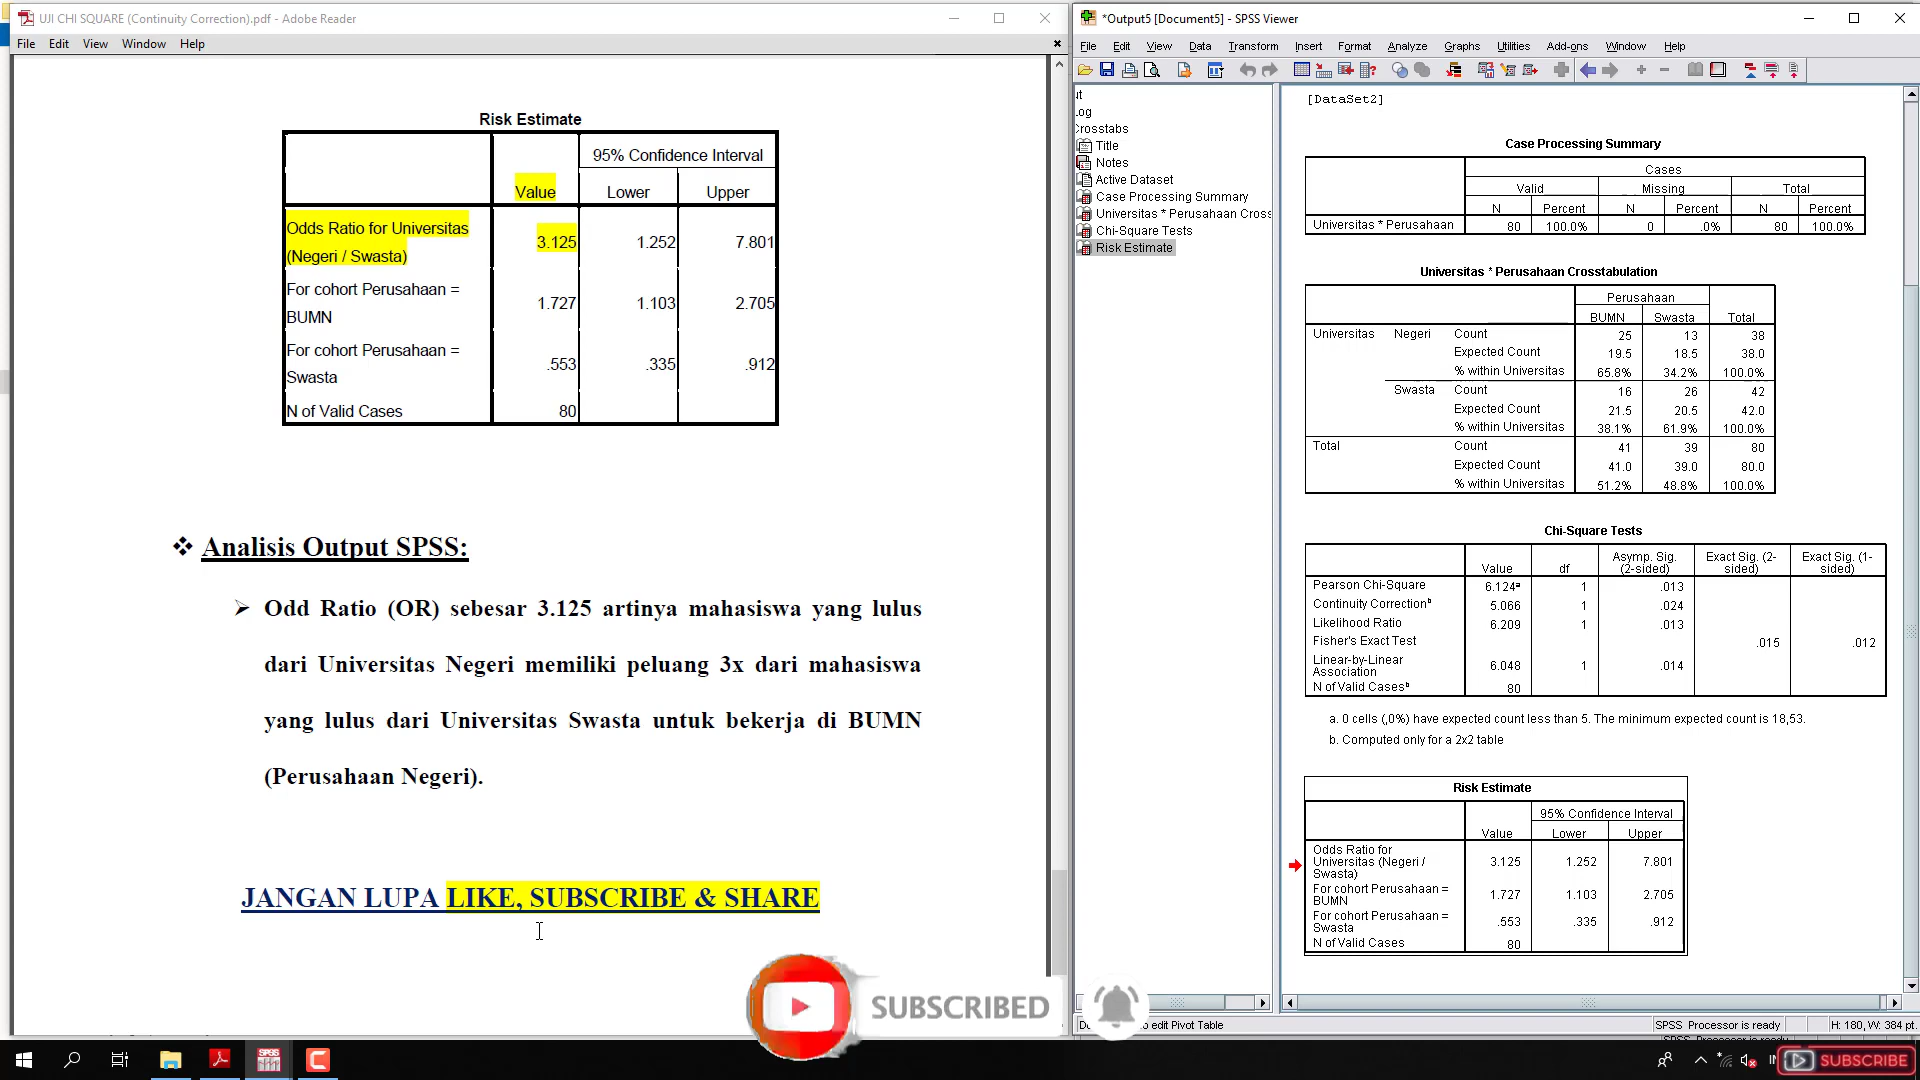 UJI CHI SQUARE (Continuity Correction).pdf - Adobe Reader
File Edit View Window Help
Risk Estimate
95% Confidence Interval
Value Lower Upper
Odds Ratio for Universitas
(Negeri / Swasta) 3.125 1.252 7.801
For cohort Perusahaan =
BUMN 1.727 1.103 2.705
For cohort Perusahaan =
Swasta .553 .335 .912
N of Valid Cases 80
❖ Analisis Output SPSS:
➢ Odd Ratio (OR) sebesar 3.125 artinya mahasiswa yang lulus
dari Universitas Negeri memiliki peluang 3x dari mahasiswa
yang lulus dari Universitas Swasta untuk bekerja di BUMN
(Perusahaan Negeri).
JANGAN LUPA LIKE, SUBSCRIBE & SHARE
SUBSCRIBED
*Output5 [Document5] - SPSS Viewer
File Edit View Data Transform Insert Format Analyze Graphs Utilities Add-ons Window Help
ut
Log
Crosstabs
Title
Notes
Active Dataset
Case Processing Summary
Universitas * Perusahaan Cross
Chi-Square Tests
Risk Estimate
[DataSet2]
Case Processing Summary
Cases
Valid Missing Total
N Percent N Percent N Percent
Universitas * Perusahaan 80 100.0% 0 .0% 80 100.0%
Universitas * Perusahaan Crosstabulation
Perusahaan
BUMN Swasta Total
Universitas Negeri Count 25 13 38
Expected Count 19.5 18.5 38.0
% within Universitas 65.8% 34.2% 100.0%
Swasta Count 16 26 42
Expected Count 21.5 20.5 42.0
% within Universitas 38.1% 61.9% 100.0%
Total Count 41 39 80
Expected Count 41.0 39.0 80.0
% within Universitas 51.2% 48.8% 100.0%
Chi-Square Tests
Value df Asymp. Sig. (2-sided) Exact Sig. (2-sided) Exact Sig. (1-sided)
Pearson Chi-Square 6.124ᵃ 1 .013
Continuity Correctionᵇ 5.066 1 .024
Likelihood Ratio 6.209 1 .013
Fisher's Exact Test .015 .012
Linear-by-Linear
Association 6.048 1 .014
N of Valid Casesᵇ 80
a. 0 cells (,0%) have expected count less than 5. The minimum expected count is 18,53.
b. Computed only for a 2x2 table
Risk Estimate
95% Confidence Interval
Value Lower Upper
Odds Ratio for
Universitas (Negeri /
Swasta) 3.125 1.252 7.801
For cohort Perusahaan =
BUMN 1.727 1.103 2.705
For cohort Perusahaan =
Swasta .553 .335 .912
N of Valid Cases 80
edit Pivot Table
SPSS Processor is ready
H: 180, W: 384 pt.
SUBSCRIBE